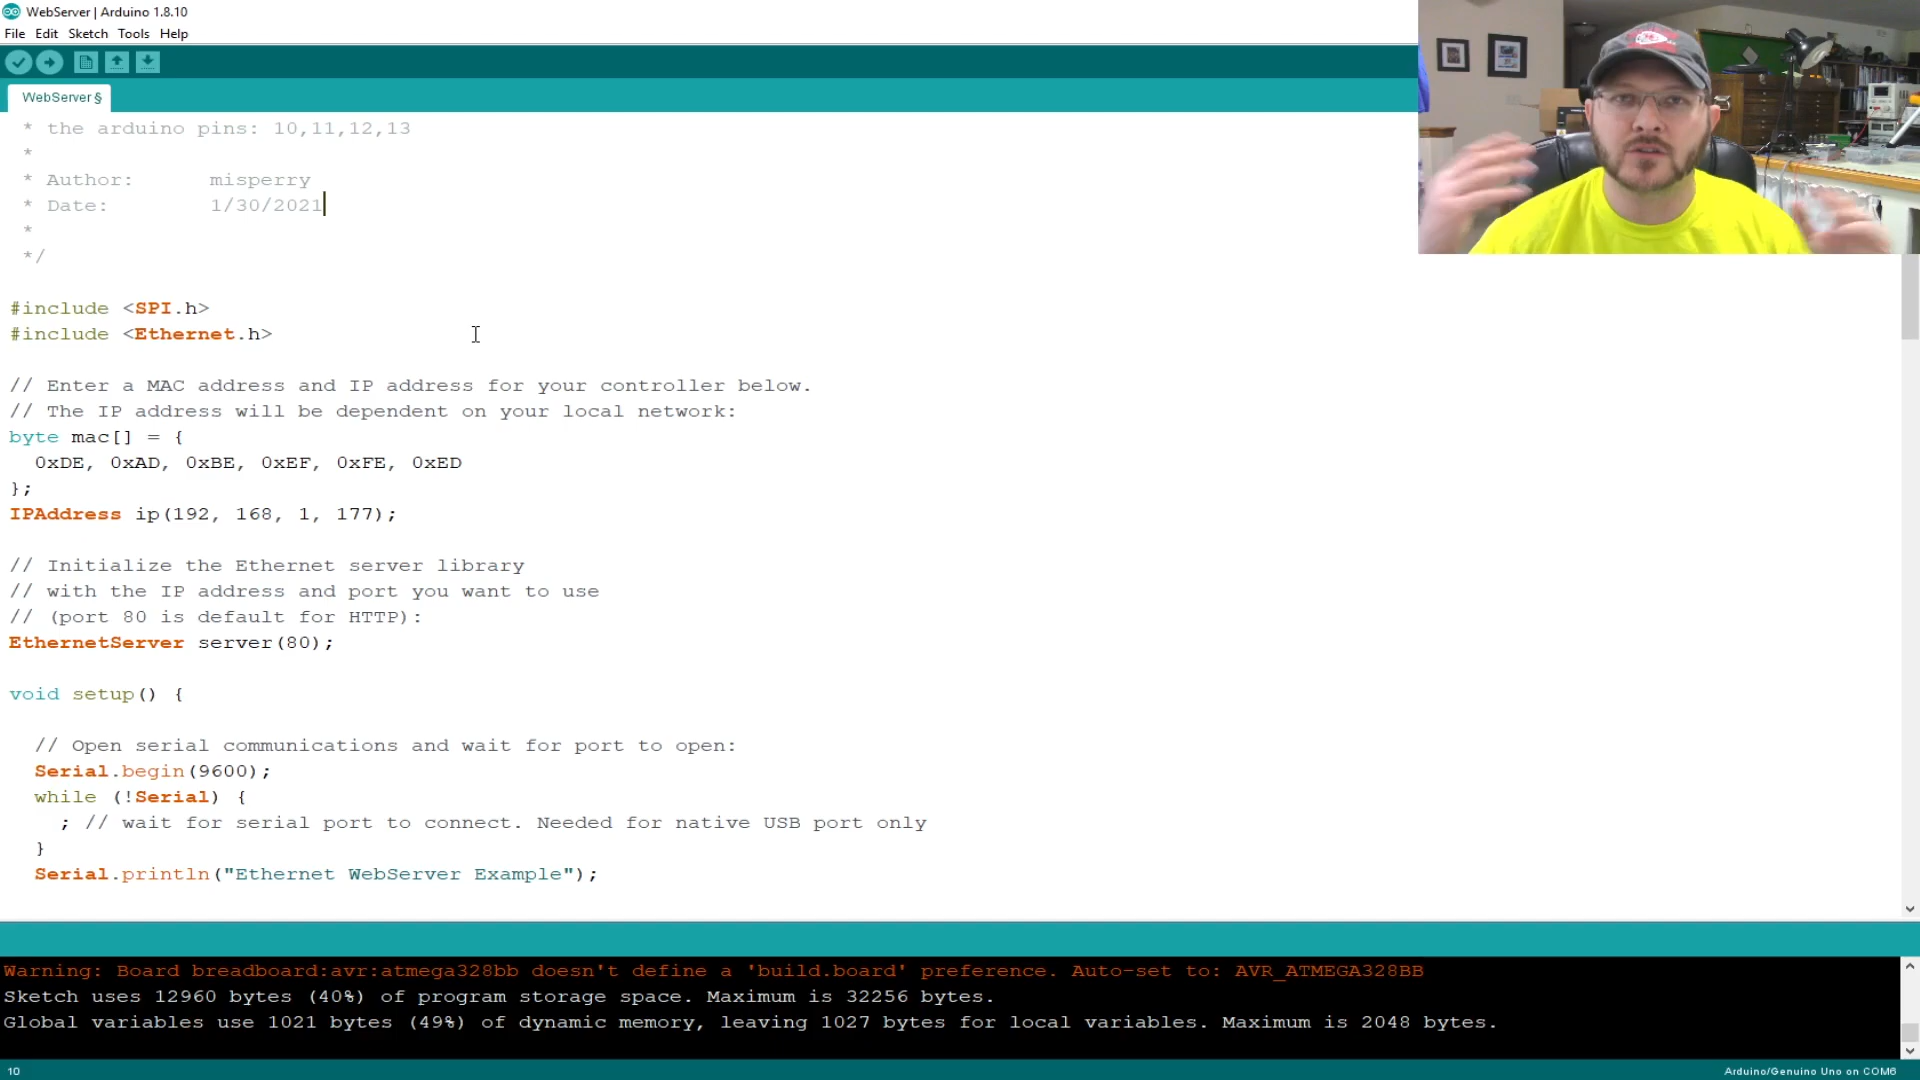 WebServer | Arduino 1.8.10
File Edit Sketch Tools Help
WebServer §
* the arduino pins: 10,11,12,13
*
* Author: misperry
* Date: 1/30/2021
*
*/
#include <SPI.h>
#include <Ethernet.h>
// Enter a MAC address and IP address for your controller below.
// The IP address will be dependent on your local network:
byte mac[] = {
0xDE, 0xAD, 0xBE, 0xEF, 0xFE, 0xED
};
IPAddress ip(192, 168, 1, 177);
// Initialize the Ethernet server library
// with the IP address and port you want to use
// (port 80 is default for HTTP):
EthernetServer server(80);
void setup() {
// Open serial communications and wait for port to open:
Serial.begin(9600);
while (!Serial) {
; // wait for serial port to connect. Needed for native USB port only
}
Serial.println("Ethernet WebServer Example");
Warning: Board breadboard:avr:atmega328bb doesn't define a 'build.board' preference. Auto-set to: AVR_ATMEGA328BB
Sketch uses 12960 bytes (40%) of program storage space. Maximum is 32256 bytes.
Global variables use 1021 bytes (49%) of dynamic memory, leaving 1027 bytes for local variables. Maximum is 2048 bytes.
10 Arduino/Genuino Uno on COM6